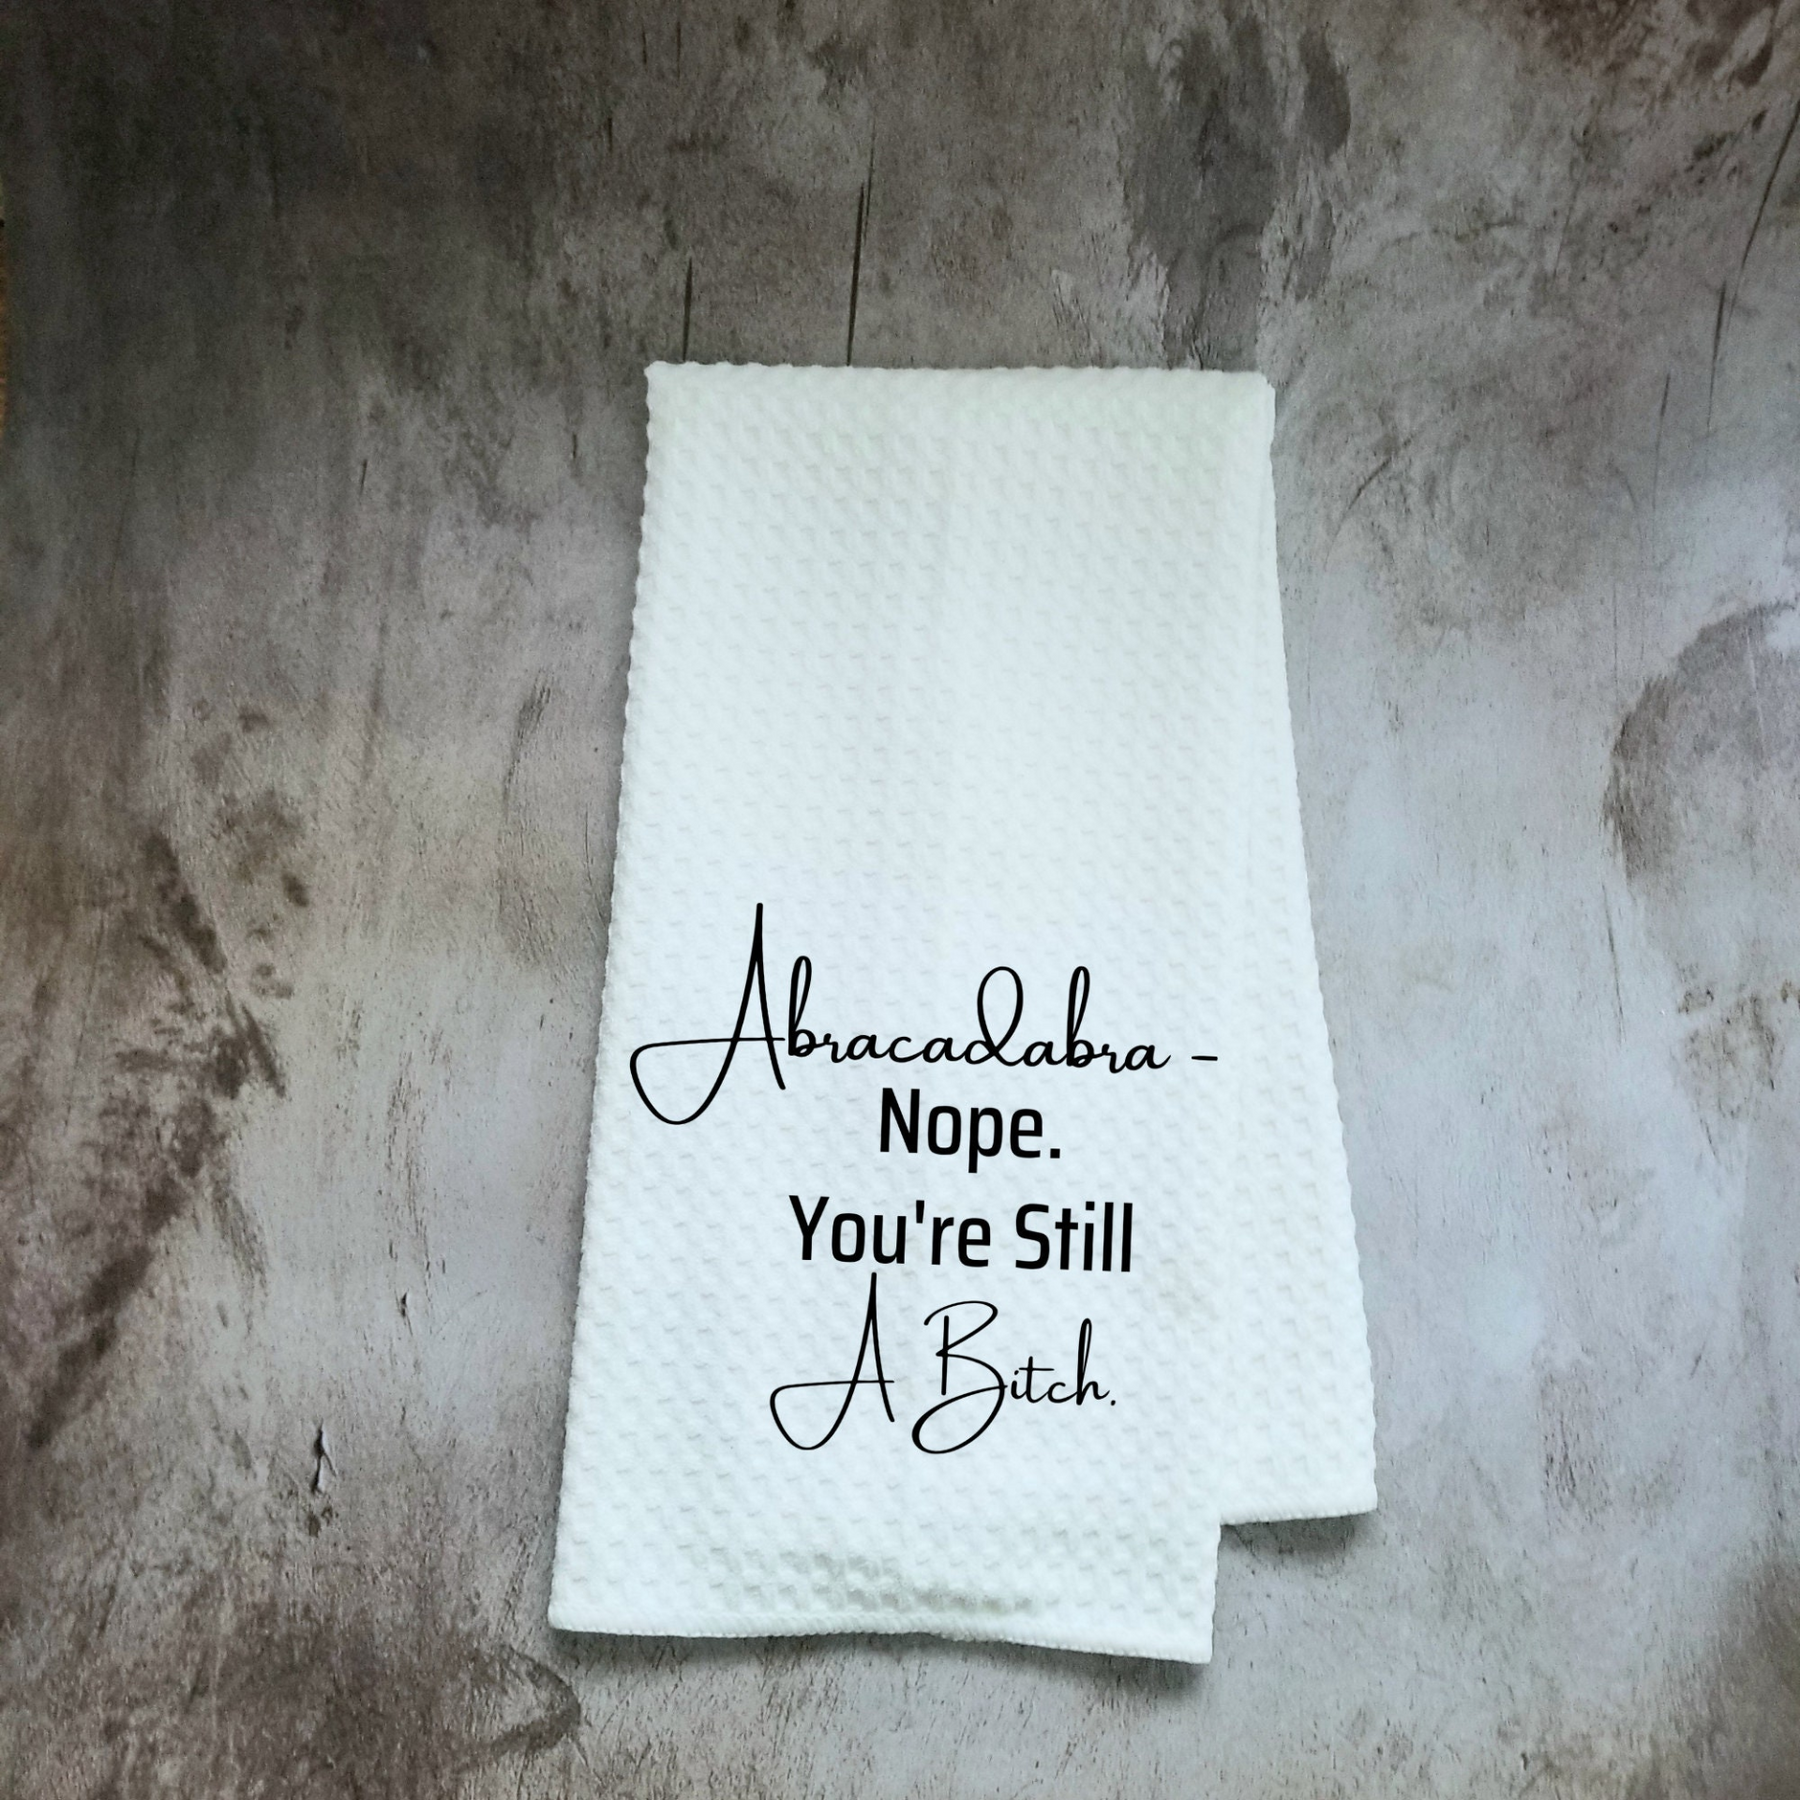 Abracadabra -
Nope.
You're Still
A Bitch.